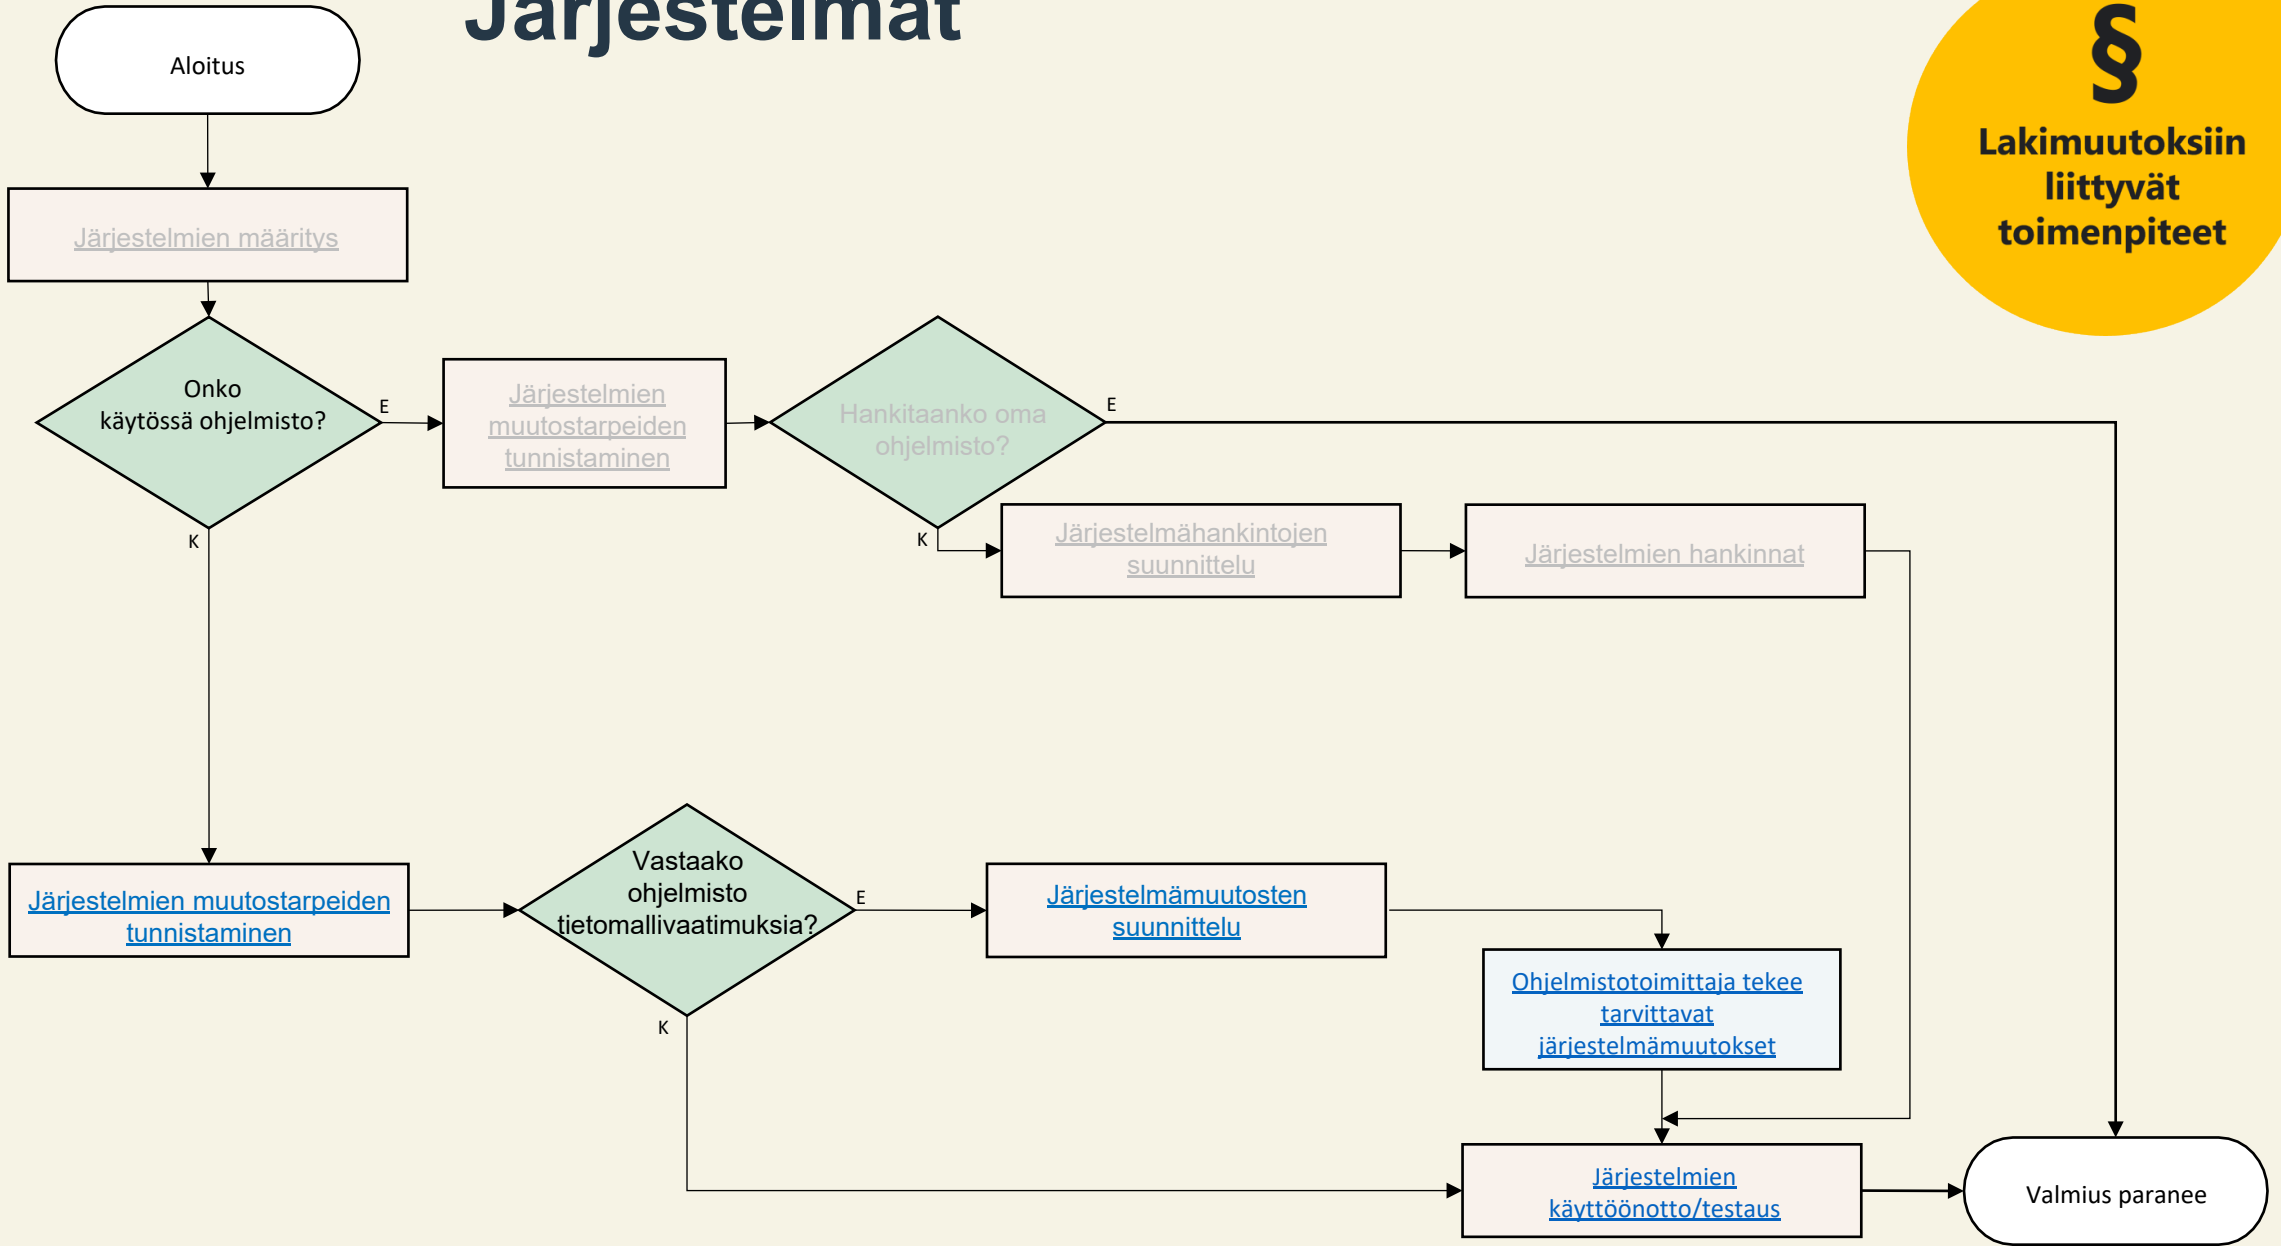 Järjestelmät
§
Lakimuutoksiin
liittyvät
toimenpiteet
Aloitus
Järjestelmien määritys
Onko
käytössä ohjelmisto?
E
K
Järjestelmien
muutostarpeiden
tunnistaminen
Hankitaanko oma
ohjelmisto?
E
K
Järjestelmähankintojen
suunnittelu
Järjestelmien hankinnat
Järjestelmien muutostarpeiden
tunnistaminen
Vastaako
ohjelmisto
tietomallivaatimuksia?
E
K
Järjestelmämuutosten
suunnittelu
Ohjelmistotoimittaja tekee
tarvittavat
järjestelmämuutokset
Järjestelmien
käyttöönotto/testaus
Valmius paranee